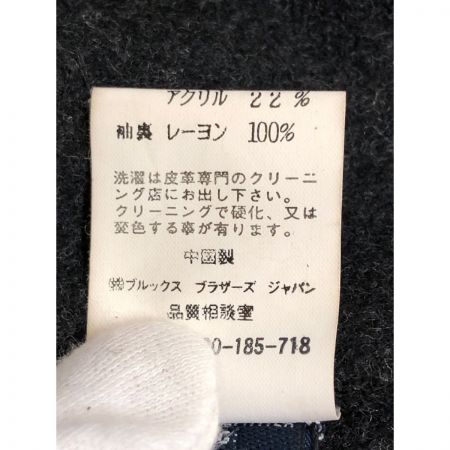 アクリル 22%
袖裏 レーヨン 100%
洗濯は皮革専門のクリーニ
ング店にお出し下さい。
クリーニングで硬化、又は
変色する事が有ります。
中国製
㈱ブルックス ブラザーズ ジャパン
品質相談室
0-185-718